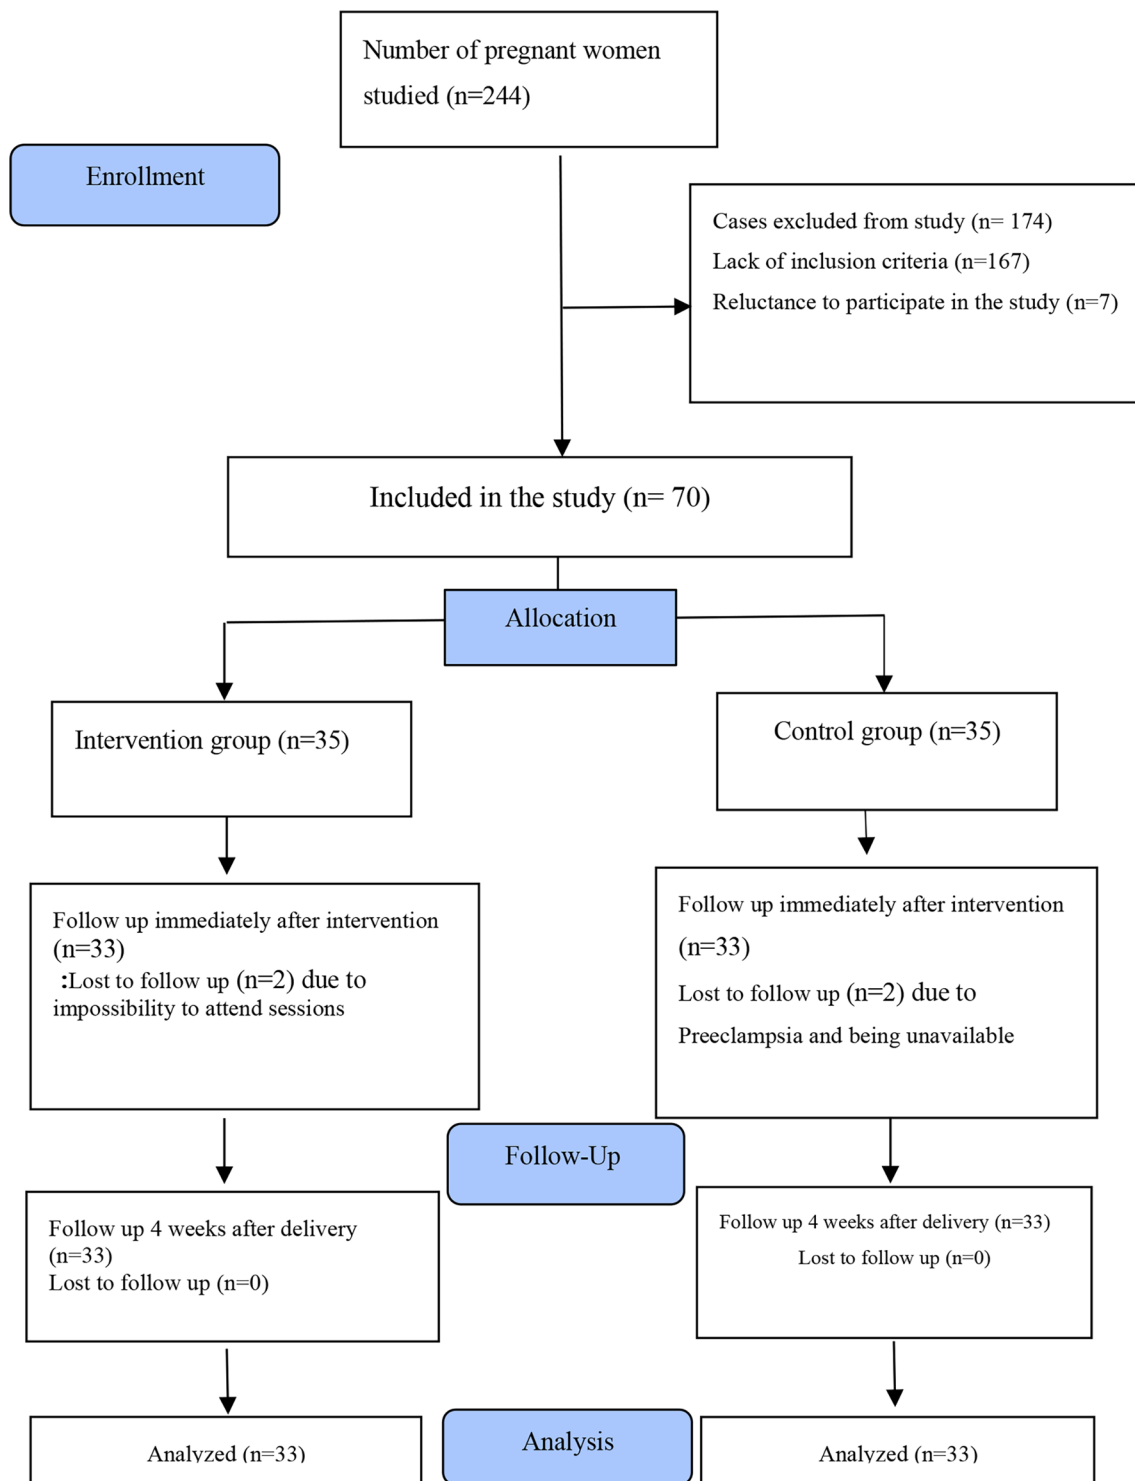 Number of pregnant women
studied (n=244)
Enrollment
Cases excluded from study (n= 174)
Lack of inclusion criteria (n=167)
Reluctance to participate in the study (n=7)
Included in the study (n= 70)
Allocation
Intervention group (n=35)
Control group (n=35)
Follow up immediately after intervention
(n=33)
:Lost to follow up (n=2) due to
impossibility to attend sessions
Follow up immediately after intervention
(n=33)
Lost to follow up (n=2) due to
Preeclampsia and being unavailable
Follow-Up
Follow up 4 weeks after delivery
(n=33)
Lost to follow up (n=0)
Follow up 4 weeks after delivery (n=33)
Lost to follow up (n=0)
Analysis
Analyzed (n=33)
Analyzed (n=33)